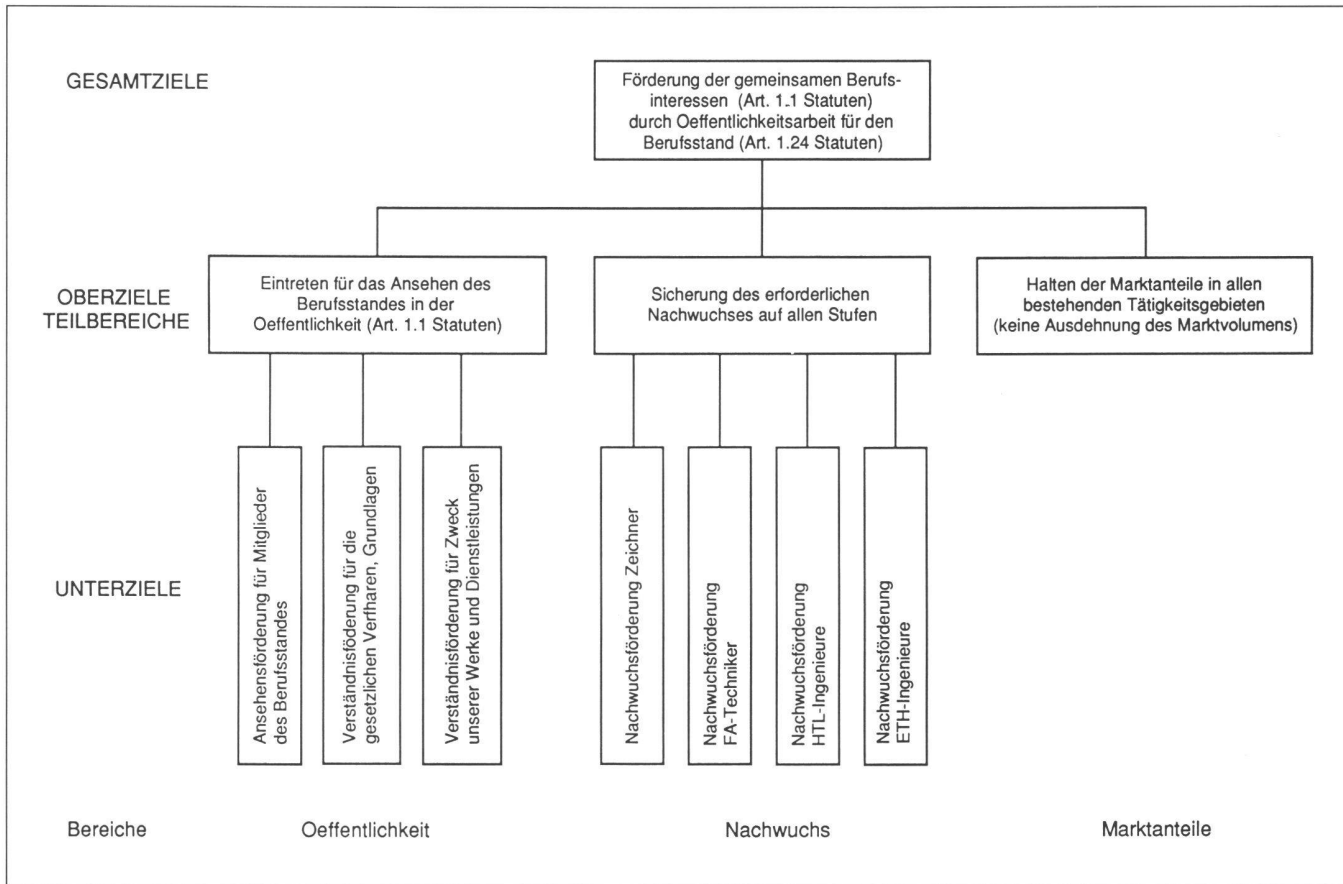 GESAMTZIELE
Förderung der gemeinsamen Berufs-
interessen (Art. 1.1 Statuten)
durch Oeffentlichkeitsarbeit für den
Berufsstand (Art. 1.24 Statuten)
OBERZIELE
TEILBEREICHE
Eintreten für das Ansehen des
Berufsstandes in der
Oeffentlichkeit (Art. 1.1 Statuten)
Sicherung des erforderlichen
Nachwuchses auf allen Stufen
Halten der Marktanteile in allen
bestehenden Tätigkeitsgebieten
(keine Ausdehnung des Marktvolumens)
UNTERZIELE
Ansehensförderung für Mitglieder
des Berufsstandes
Verständnisföderung für die
gesetzlichen Verfharen, Grundlagen
Verständnisförderung für Zweck
unserer Werke und Dienstleistungen
Nachwuchsförderung Zeichner
Nachwuchsförderung
FA-Techniker
Nachwuchsförderung
HTL-Ingenieure
Nachwuchsförderung
ETH-Ingenieure
Bereiche
Oeffentlichkeit
Nachwuchs
Marktanteile